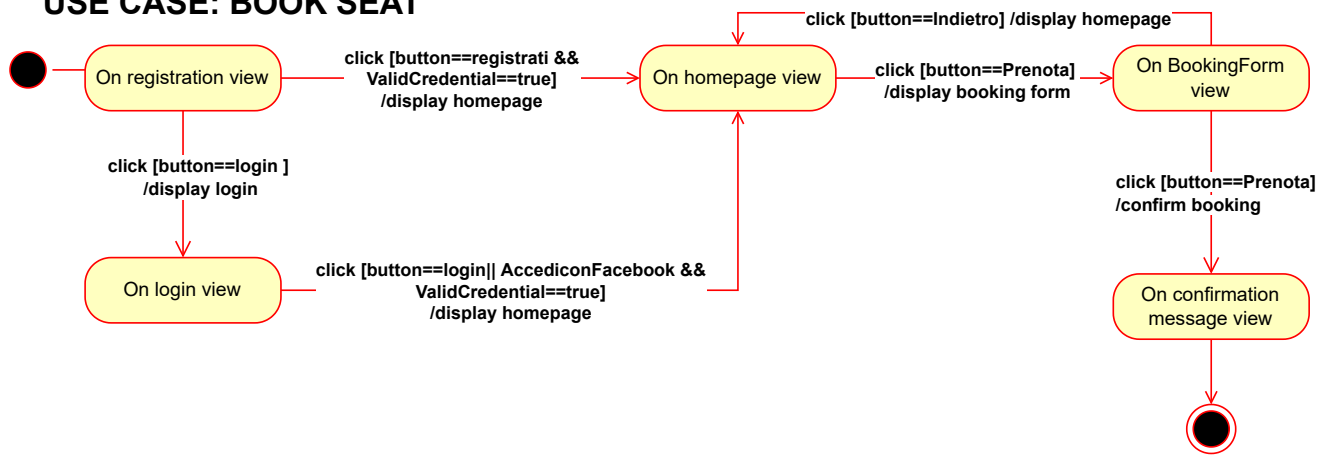 USE CASE: BOOK SEAT
click [button==Indietro] /display homepage
On registration view
click [button==registrati &&
ValidCredential==true]
/display homepage
On homepage view
click [button==Prenota]
/display booking form
On BookingForm
view
click [button==login ]
/display login
click [button==Prenota]
/confirm booking
On login view
click [button==login|| AccediconFacebook &&
ValidCredential==true]
/display homepage
On confirmation
message view